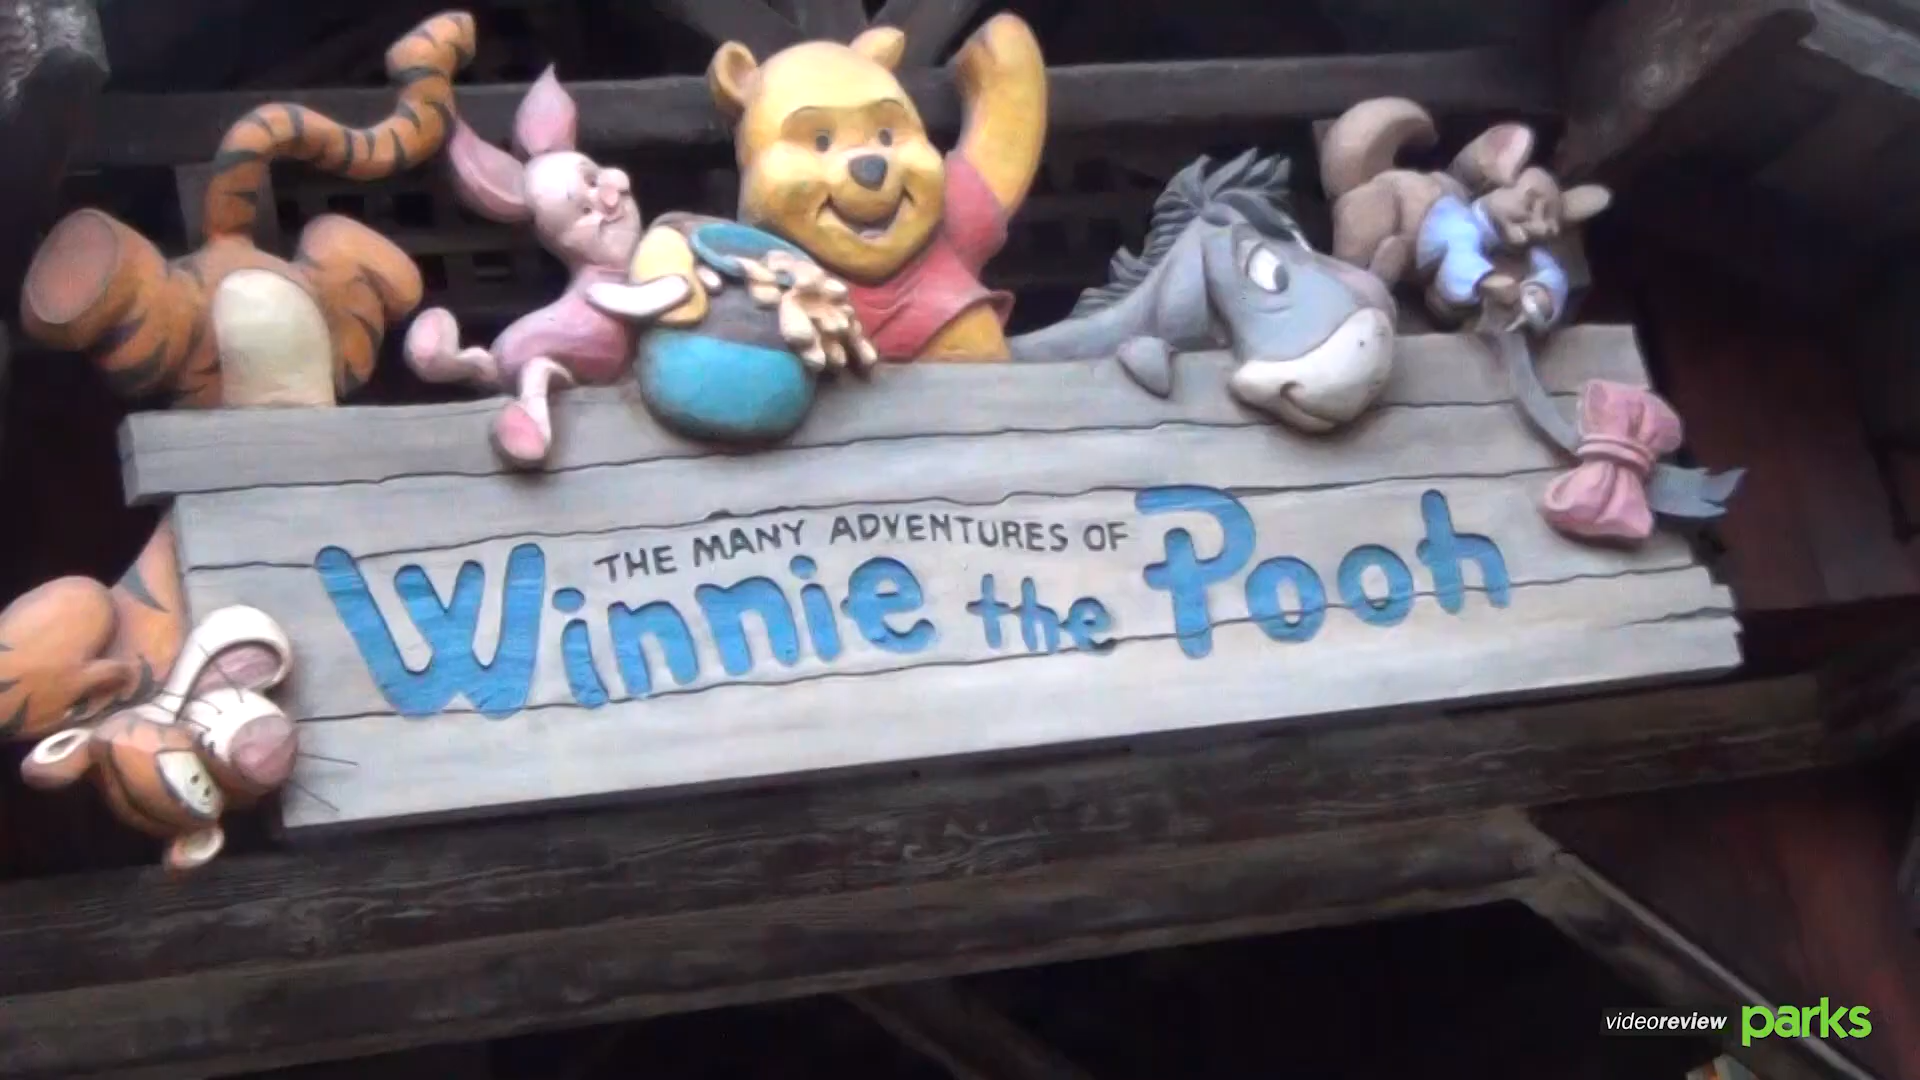 THE MANY ADVENTURES OF
Winnie the Pooh
videoreview parks